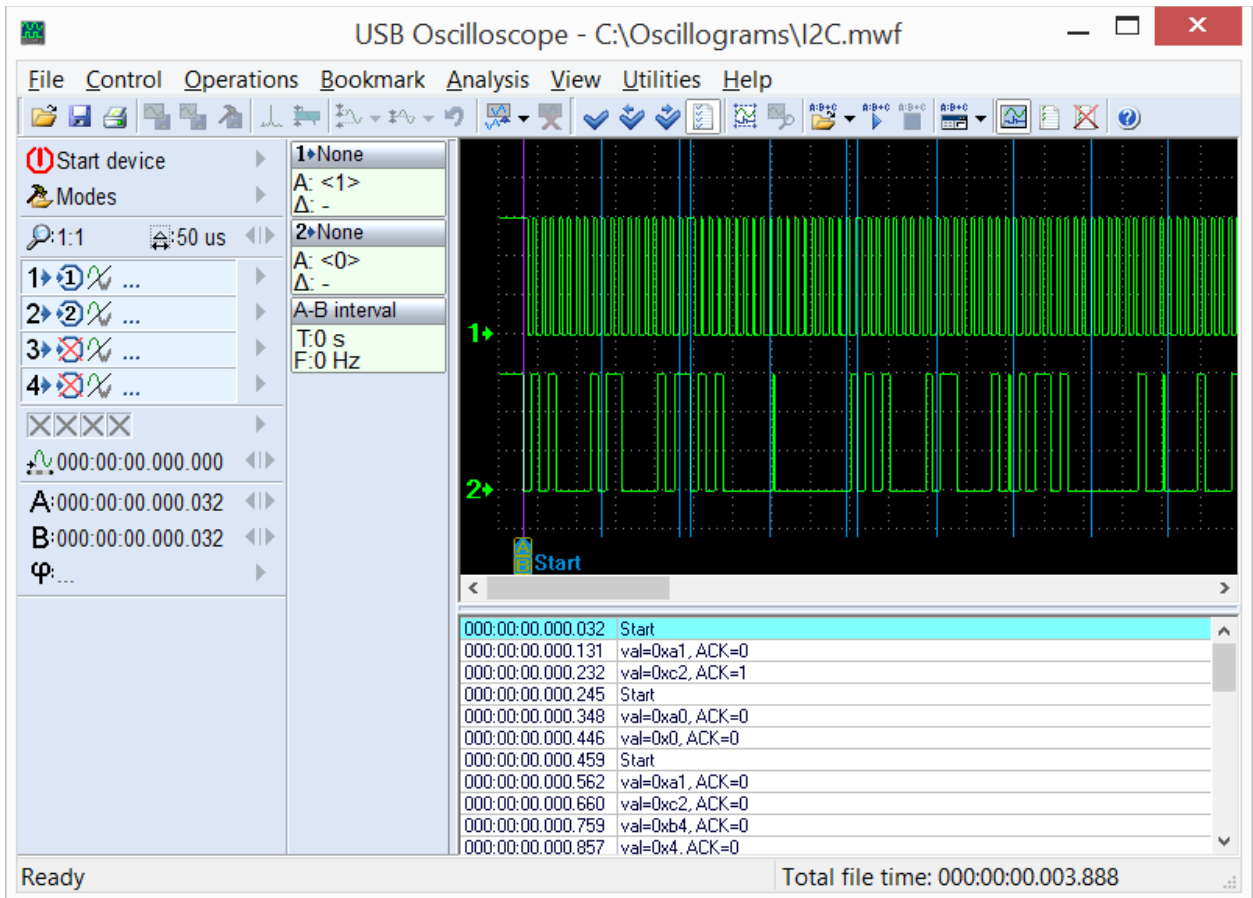 USB Oscilloscope - C:\Oscillograms\I2C.mwf
File Control Operations Bookmark Analysis View Utilities Help
A:B+C A:B+C A:B+C A:B+C
Start device
Modes
:1:1 :50 us
1 1 ...
2 2 ...
3 ...
4 ...
000:00:00.000.000
A:000:00:00.000.032
B:000:00:00.000.032
φ:...
1 None
A: <1>
Δ: -
2 None
A: <0>
Δ: -
A-B interval
T:0 s
F:0 Hz
1
2
A
B
Start
000:00:00.000.032 Start
000:00:00.000.131 val=0xa1, ACK=0
000:00:00.000.232 val=0xc2, ACK=1
000:00:00.000.245 Start
000:00:00.000.348 val=0xa0, ACK=0
000:00:00.000.446 val=0x0, ACK=0
000:00:00.000.459 Start
000:00:00.000.562 val=0xa1, ACK=0
000:00:00.000.660 val=0xc2, ACK=0
000:00:00.000.759 val=0xb4, ACK=0
000:00:00.000.857 val=0x4. ACK=0
Ready
Total file time: 000:00:00.003.888